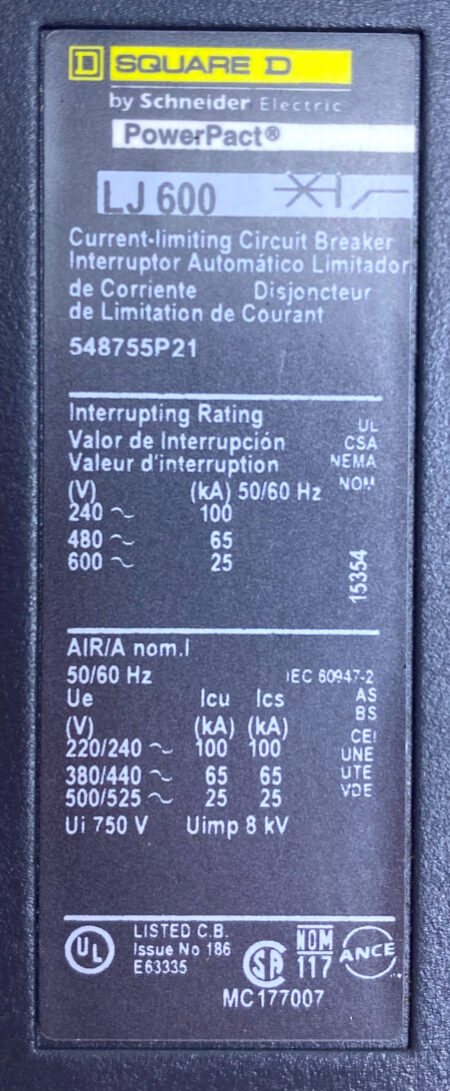 SQUARE D
by Schneider Electric
PowerPact®
LJ 600
Current-limiting Circuit Breaker
Interruptor Automático Limitador
de Corriente Disjoncteur
de Limitation de Courant
548755P21
Interrupting Rating UL
Valor de Interrupción CSA
Valeur d'interruption NEMA
(V) (kA) 50/60 Hz NOM
240 ~ 100
480 ~ 65
600 ~ 25
15354
AIR/A nom.I
50/60 Hz IEC 60947-2
Ue Icu Ics AS
BS
(V) (kA) (kA) CEI
220/240 ~ 100 100 UNE
380/440 ~ 65 65 UTE
500/525 ~ 25 25 VDE
Ui 750 V Uimp 8 kV
UL
LISTED C.B.
Issue No 186
E63335
SA
NOM
117
ANCE
MC177007